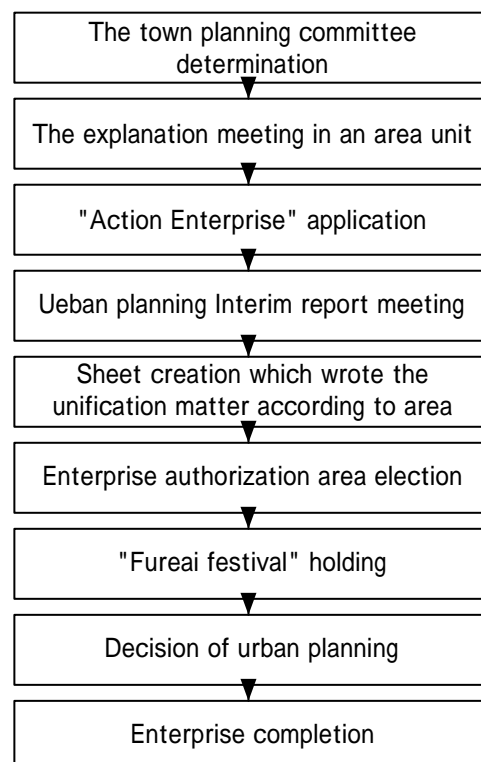 The town planning committee
determination
The explanation meeting in an area unit
"Action Enterprise" application
Ueban planning Interim report meeting
Sheet creation which wrote the
unification matter according to area
Enterprise authorization area election
"Fureai festival" holding
Decision of urban planning
Enterprise completion